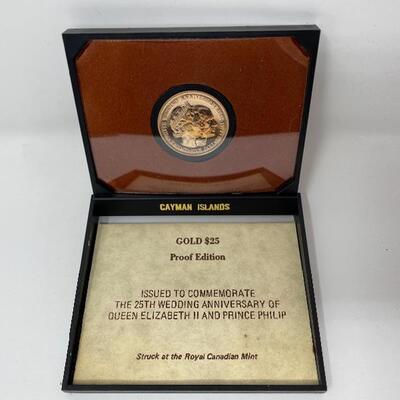 CAYMAN ISLANDS
GOLD $25
Proof Edition
ISSUED TO COMMEMORATE
THE 25TH WEDDING ANNIVERSARY OF
QUEEN ELIZABETH II AND PRINCE PHILIP
Struck at the Royal Canadian Mint